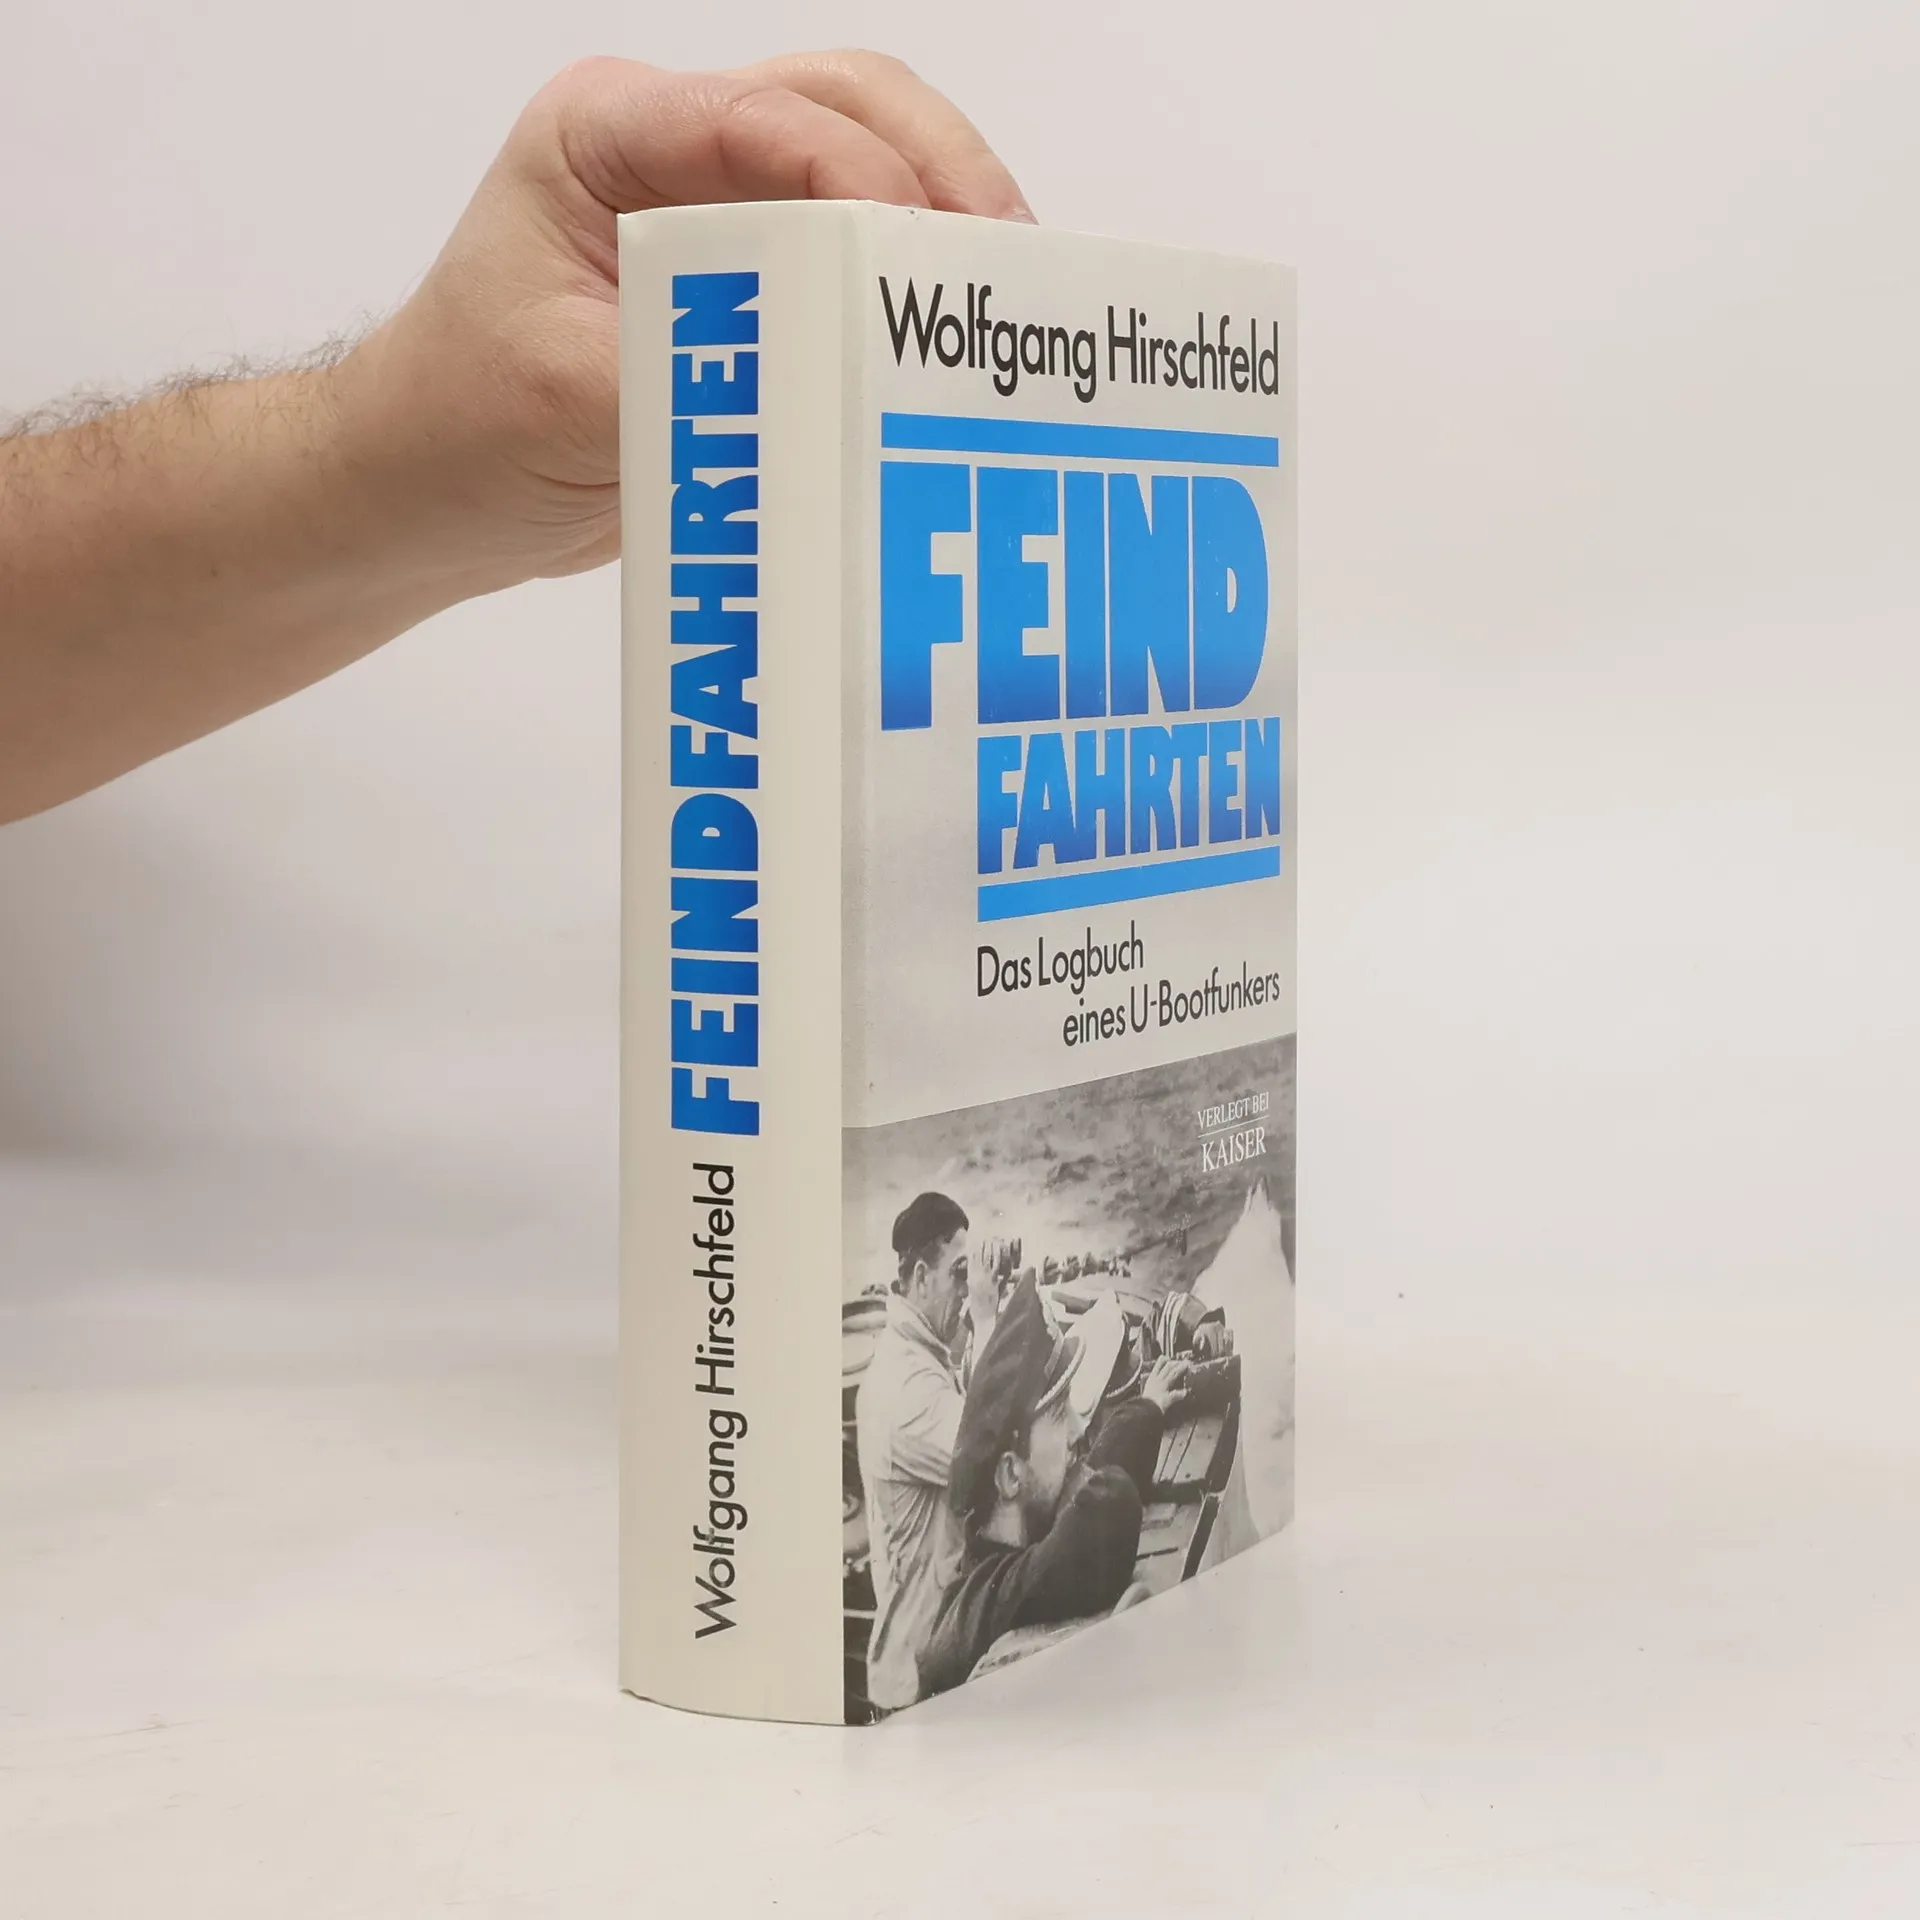 Wolfgang Hirschfeld FEINDFAHRTEN
Wolfgang Hirschfeld
FEIND
FAHRTEN
Das Logbuch
eines U-Bootfunkers
VERLEGT BEI
KAISER